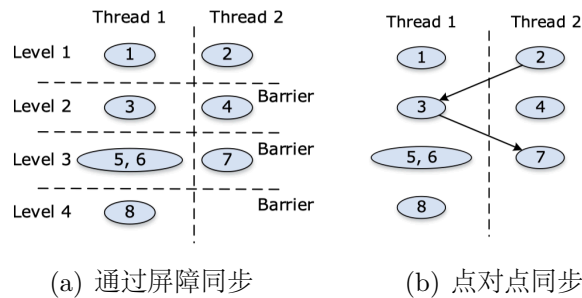 Thread 1 Thread 2
Level 1 1 2
Barrier
Level 2 3 4
Barrier
Level 3 5, 6 7
Barrier
Level 4 8
(a) 通过屏障同步
Thread 1 Thread 2
1 2
3 4
5, 6 7
8
(b) 点对点同步